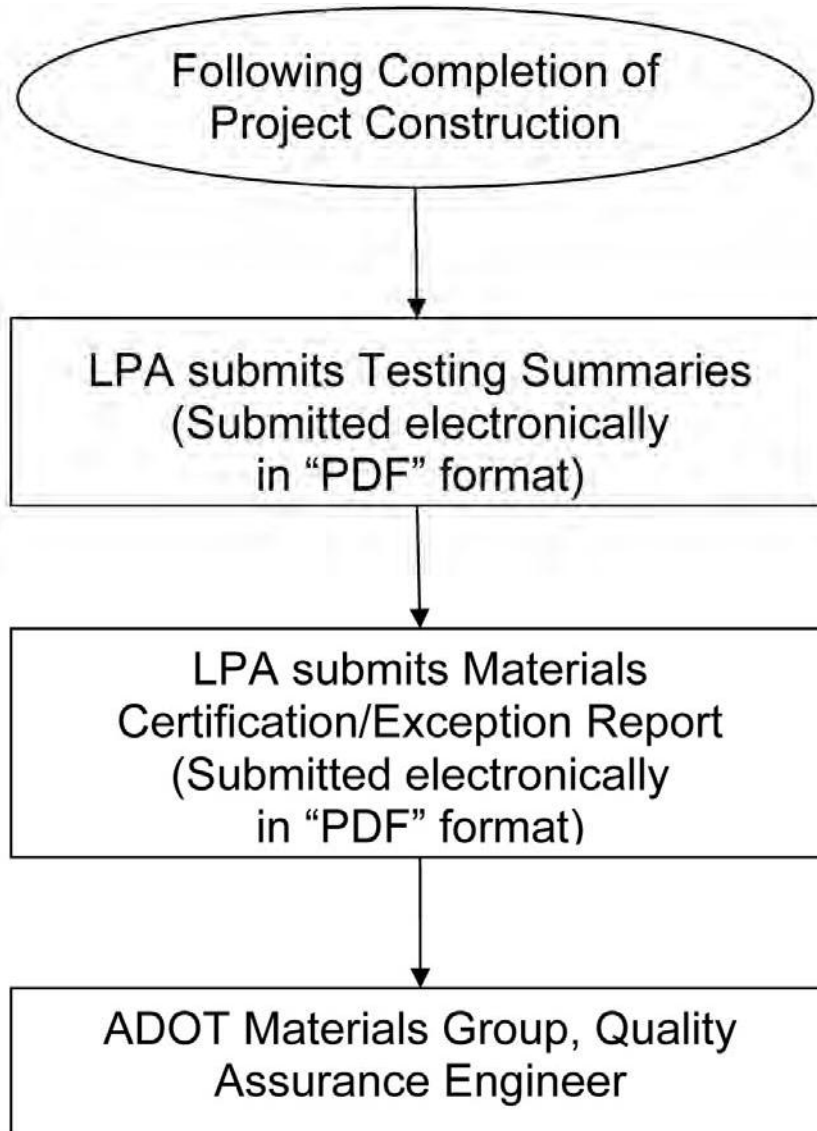 Following Completion of
Project Construction
LPA submits Testing Summaries
(Submitted electronically
in “PDF” format)
LPA submits Materials
Certification/Exception Report
(Submitted electronically
in “PDF” format)
ADOT Materials Group, Quality
Assurance Engineer